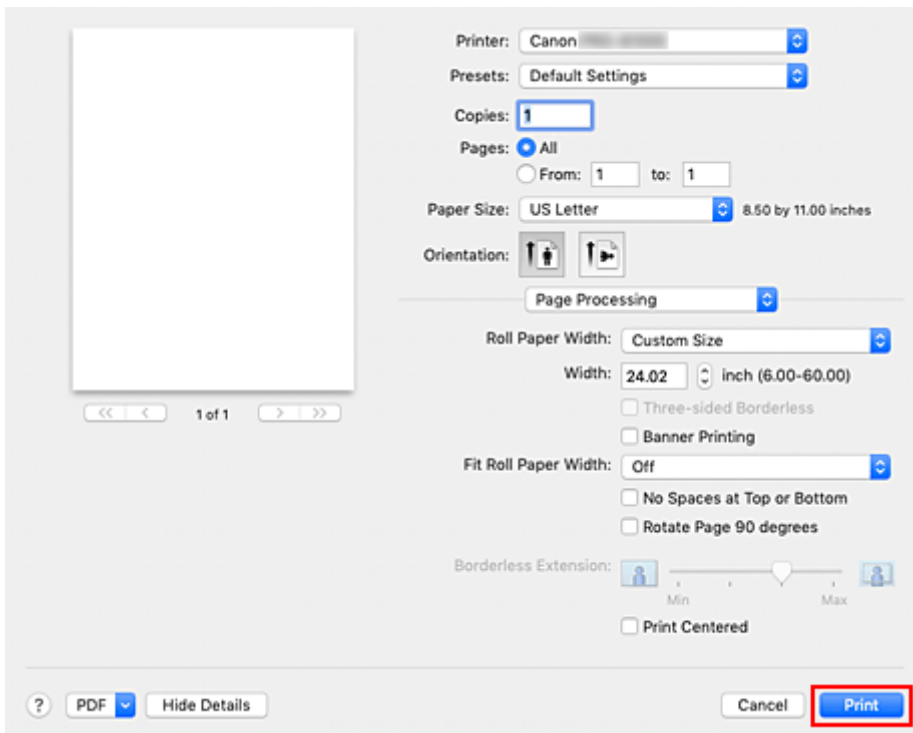 Printer: Canon
Presets: Default Settings
Copies: 1
Pages: All
From: 1 to: 1
Paper Size: US Letter 8.50 by 11.00 inches
Orientation:
Page Processing
Roll Paper Width: Custom Size
Width: 24.02 inch (6.00-60.00)
Three-sided Borderless
Banner Printing
Fit Roll Paper Width: Off
No Spaces at Top or Bottom
Rotate Page 90 degrees
Borderless Extension:
Min Max
Print Centered
1 of 1
? PDF Hide Details Cancel Print